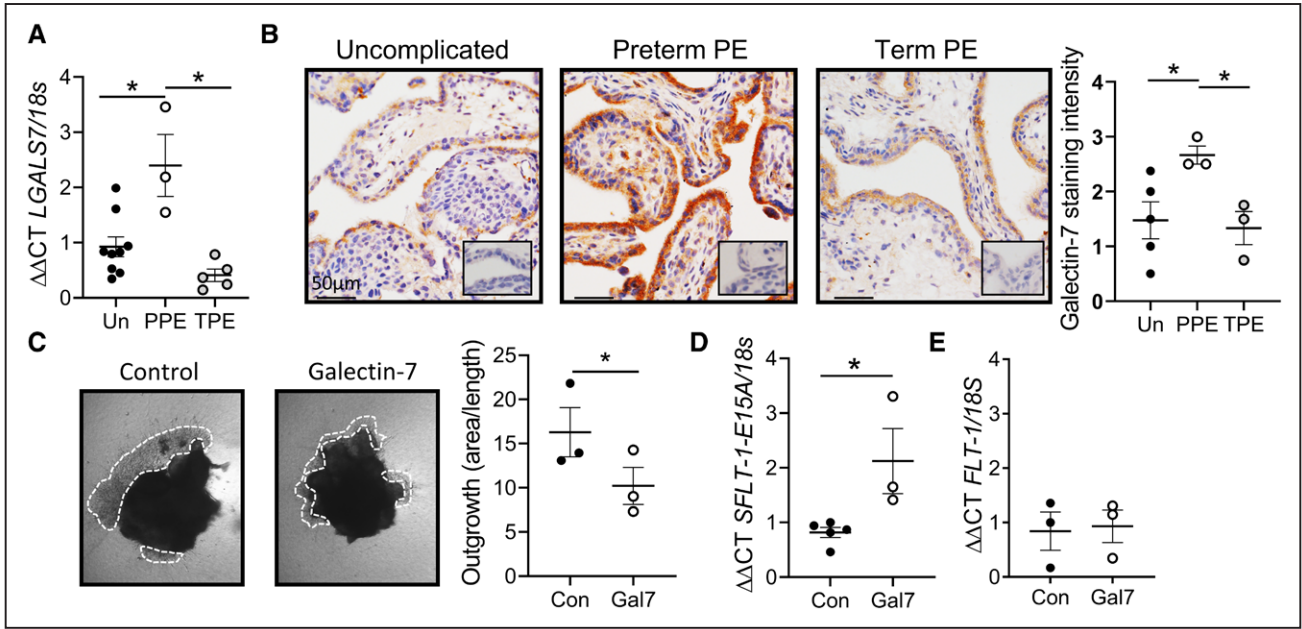 A
ΔΔCT LGALS7/18s
4
3
2
1
0
*
*
Un PPE TPE
B
Uncomplicated
Preterm PE
Term PE
50µm
Galectin-7 staining intensity
4
3
2
1
0
*
*
Un PPE TPE
C
Control
Galectin-7
Outgrowth (area/length)
25
20
15
10
5
0
*
Con Gal7
D
ΔΔCT SFLT-1-E15A/18s
4
3
2
1
0
*
Con Gal7
E
ΔΔCT FLT-1/18S
4
3
2
1
0
Con Gal7